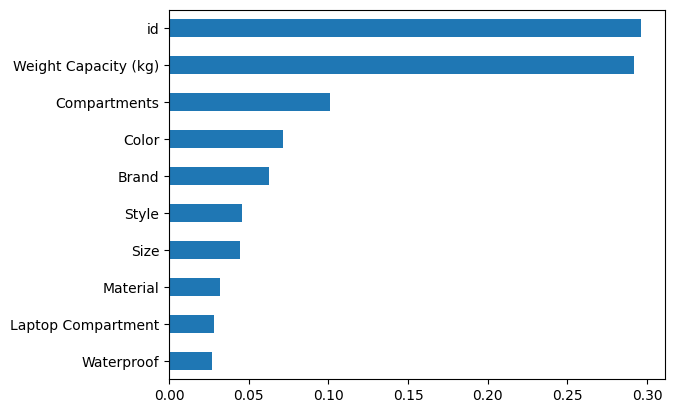 id
Weight Capacity (kg)
Compartments
Color
Brand
Style
Size
Material
Laptop Compartment
Waterproof
0.00 0.05 0.10 0.15 0.20 0.25 0.30